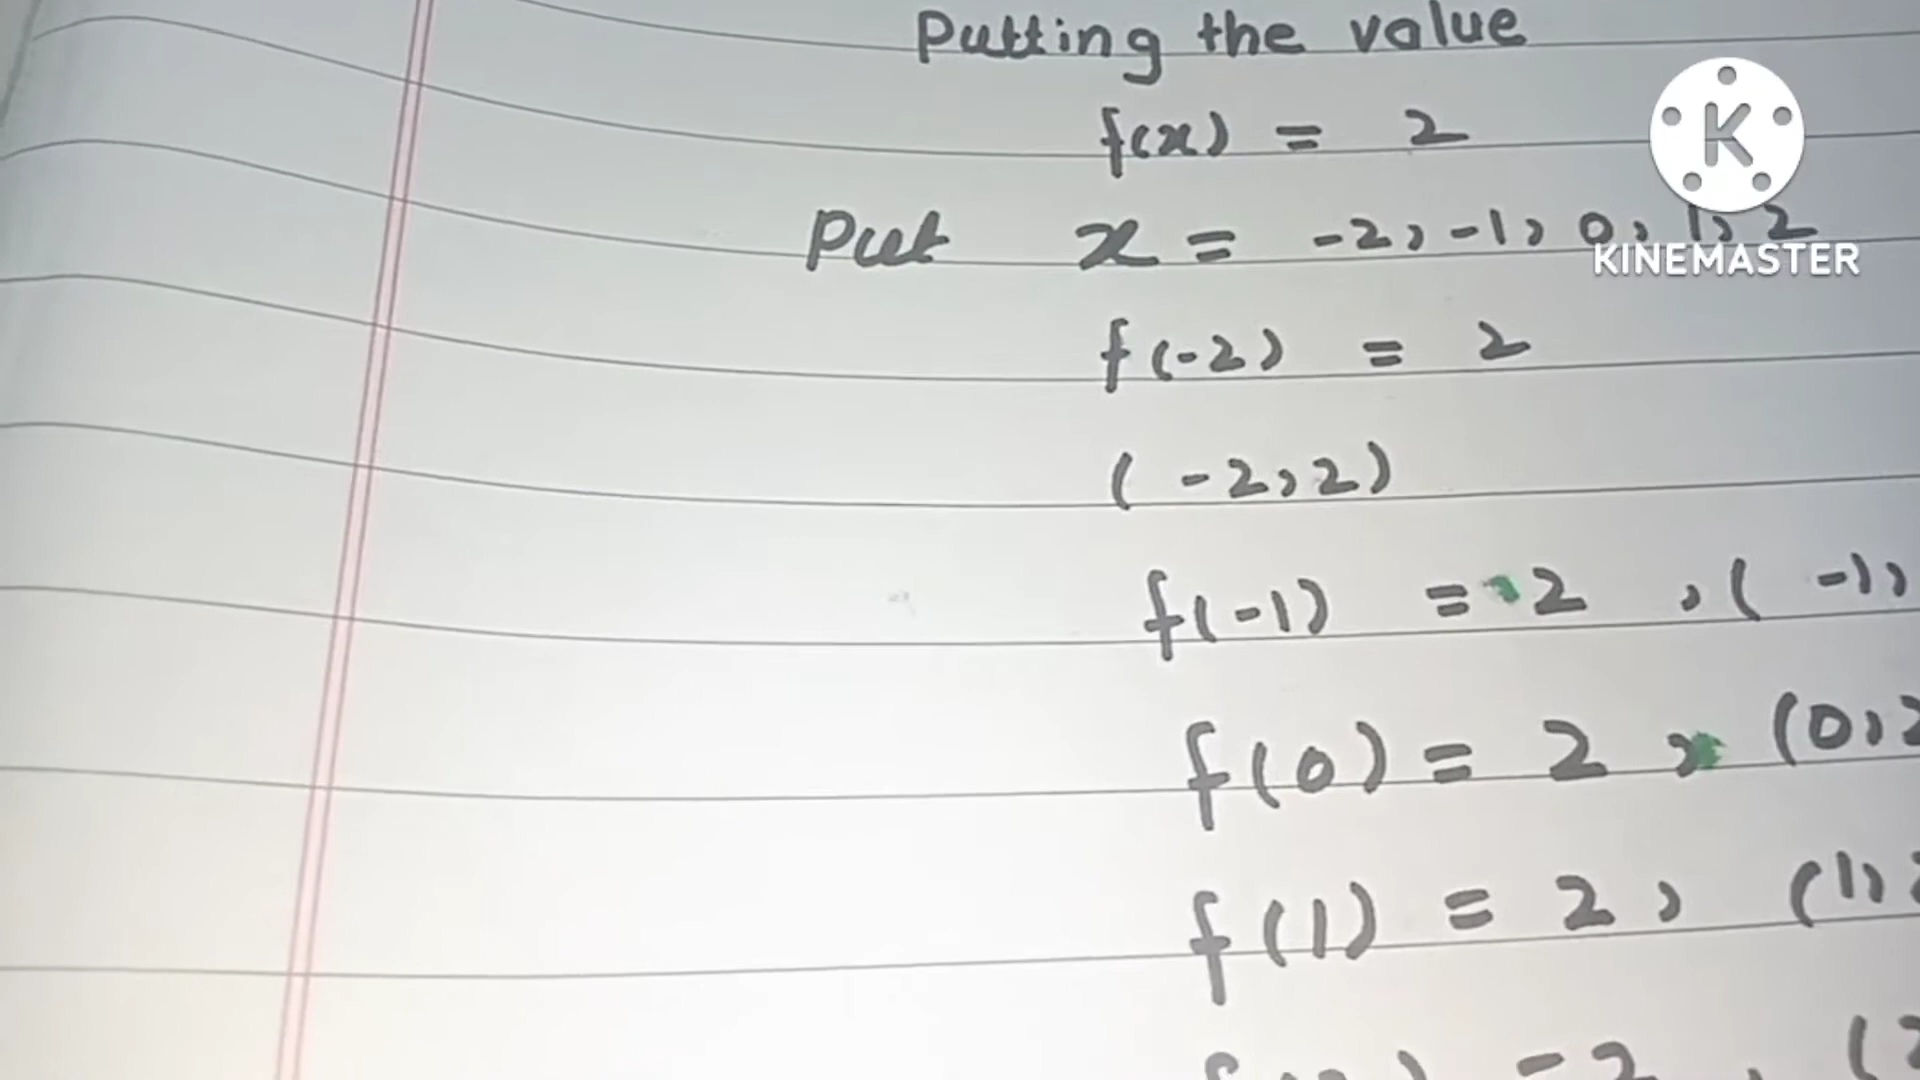 Putting the value
f(x) = 2
Put x = -2, -1, 0, 1, 2
KINEMASTER
f(-2) = 2
(-2,2)
f(-1) = 2 , (-1,
f(0) = 2 , (0,2
f(1) = 2, (1,